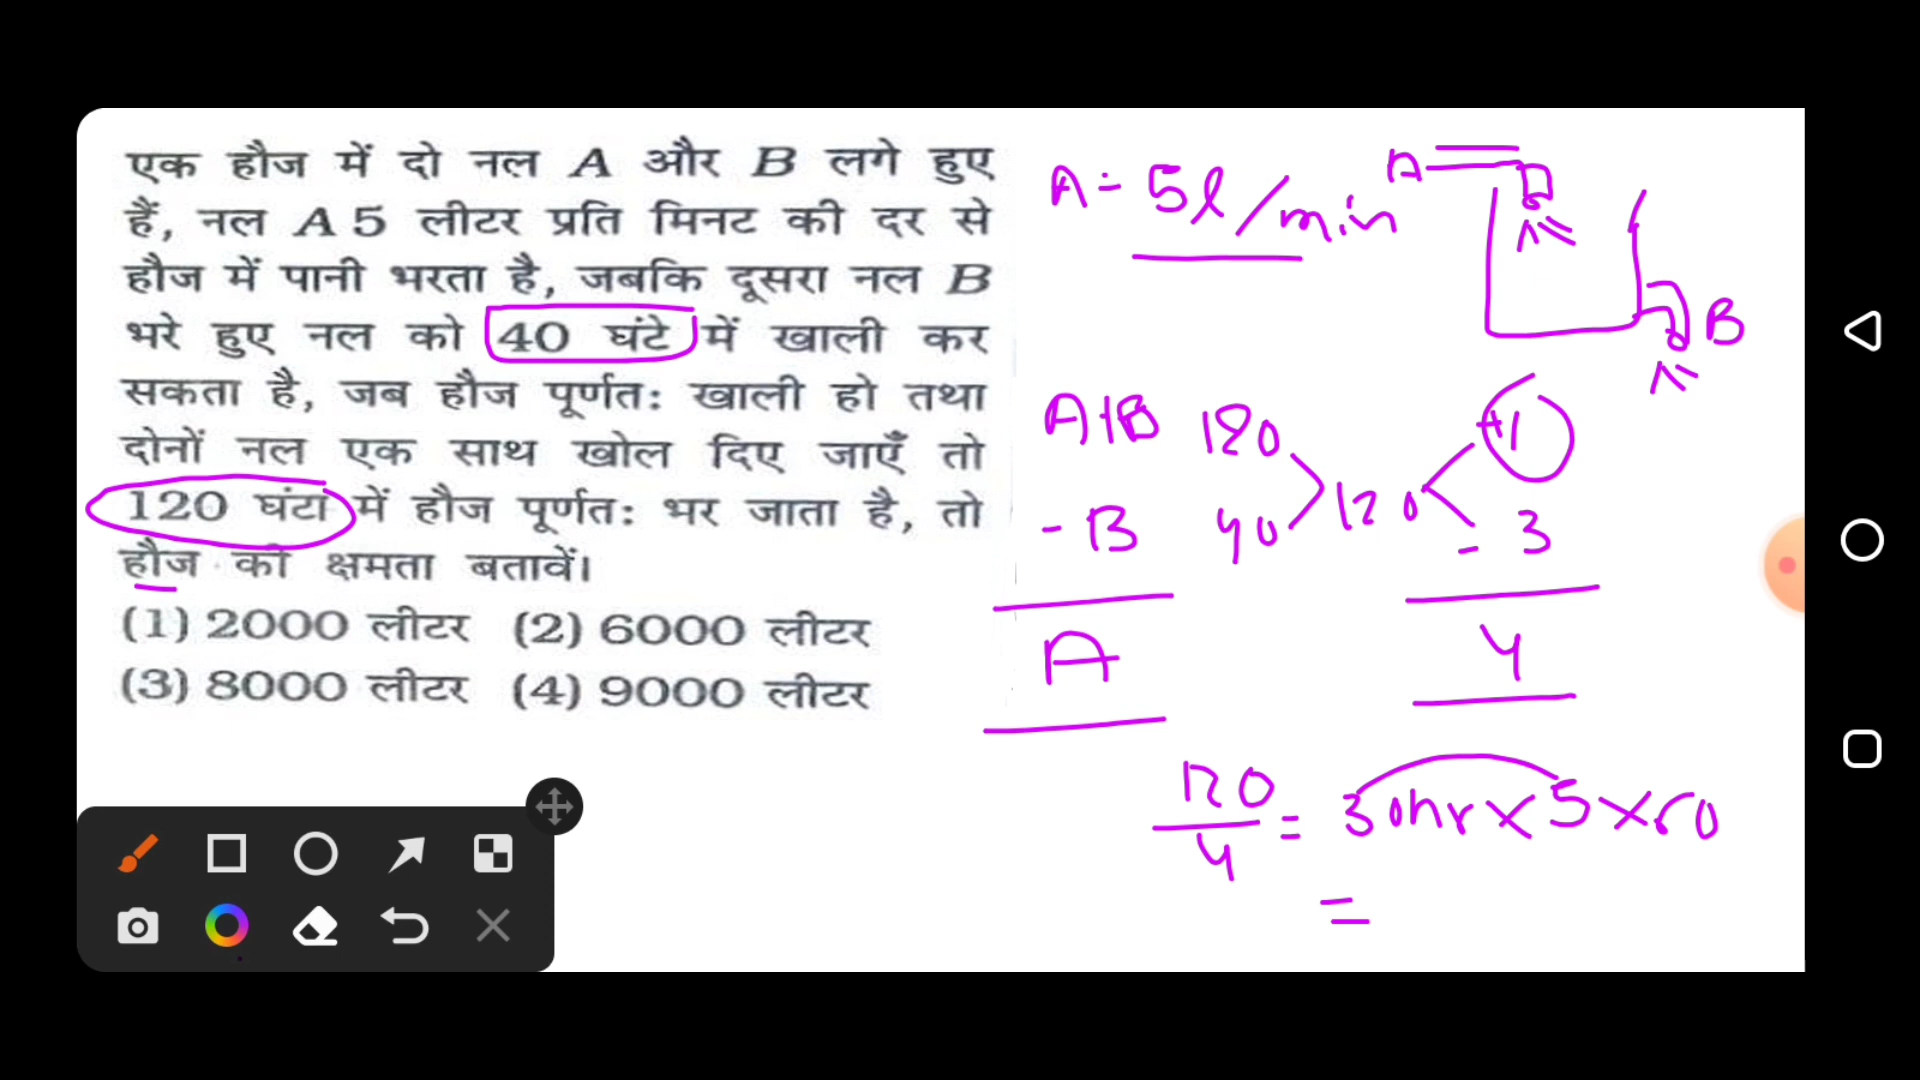 एक हौज में दो नल A और B लगे हुए
हैं, नल A 5 लीटर प्रति मिनट की दर से
हौज में पानी भरता है, जबकि दूसरा नल B
भरे हुए नल को 40 घंटे में खाली कर
सकता है, जब हौज पूर्णत: खाली हो तथा
दोनों नल एक साथ खोल दिए जाएँ तो
120 घंटा में हौज पूर्णत: भर जाता है, तो
हौज की क्षमता बतावें।
(1) 2000 लीटर (2) 6000 लीटर
(3) 8000 लीटर (4) 9000 लीटर
A = 5l/min
A
B
A+B 120
+1
120
- B 40
- 3
A
4
120/4 = 30hr × 5 × 60
=